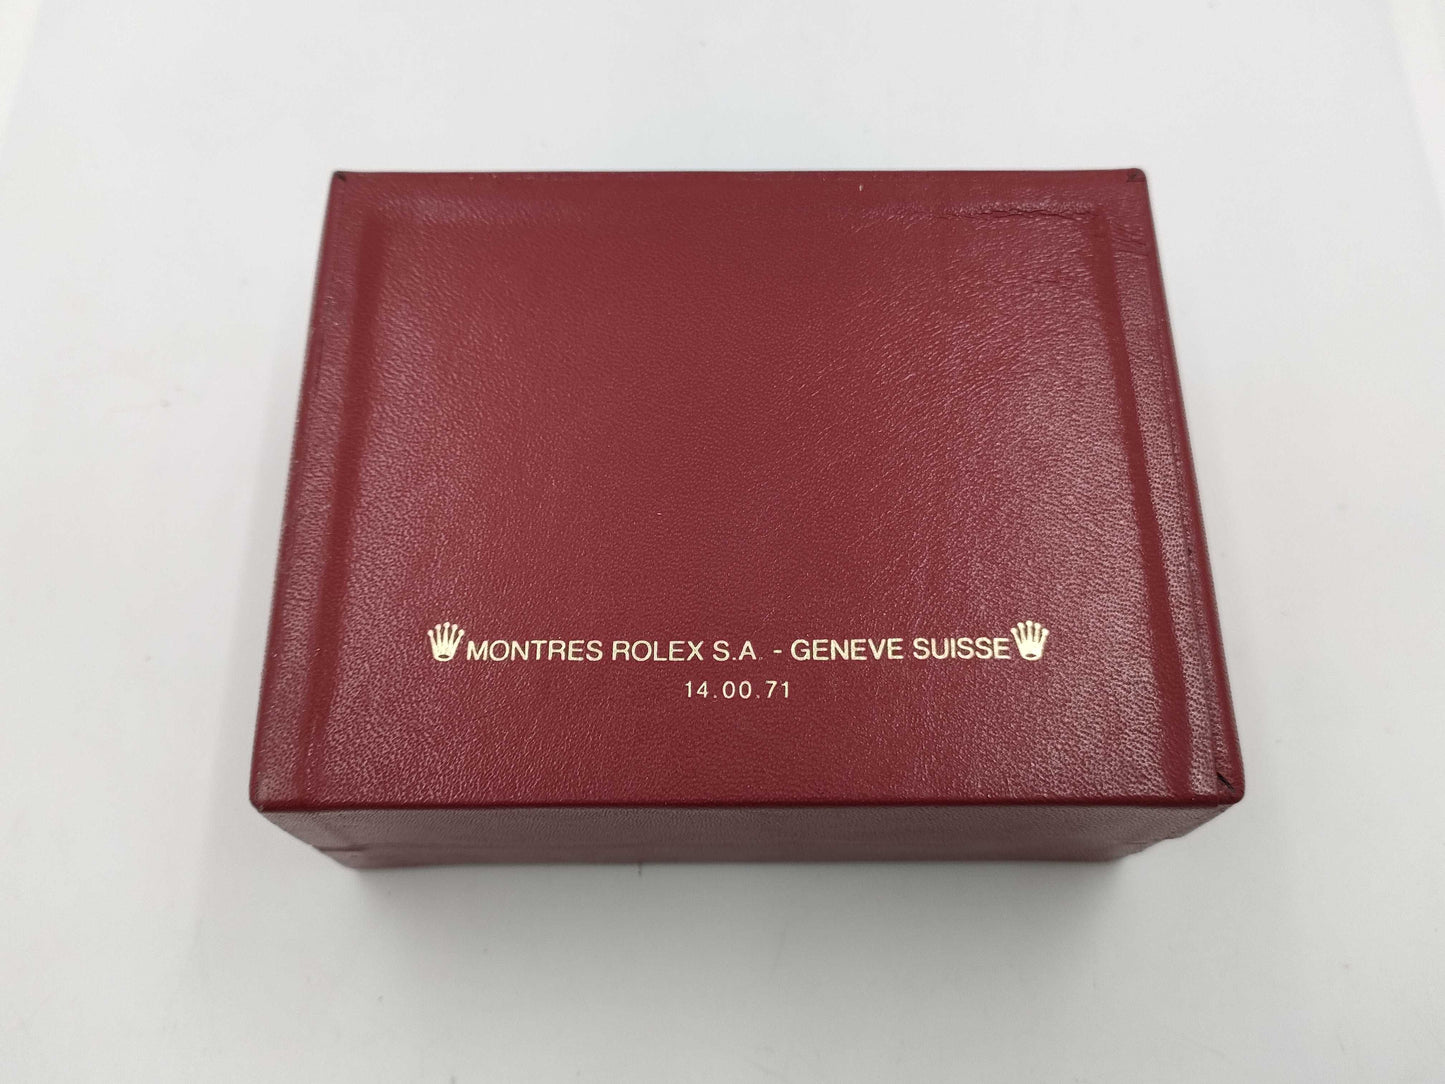 MONTRES ROLEX S.A. - GENEVE SUISSE
14.00.71